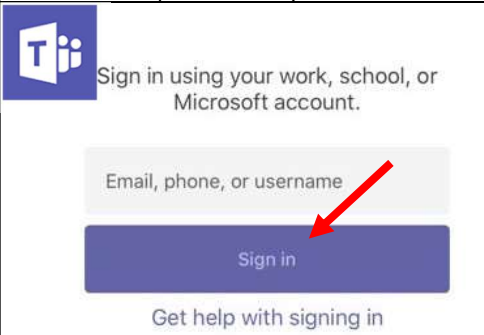 T
Sign in using your work, school, or
Microsoft account.
Email, phone, or username
Sign in
Get help with signing in